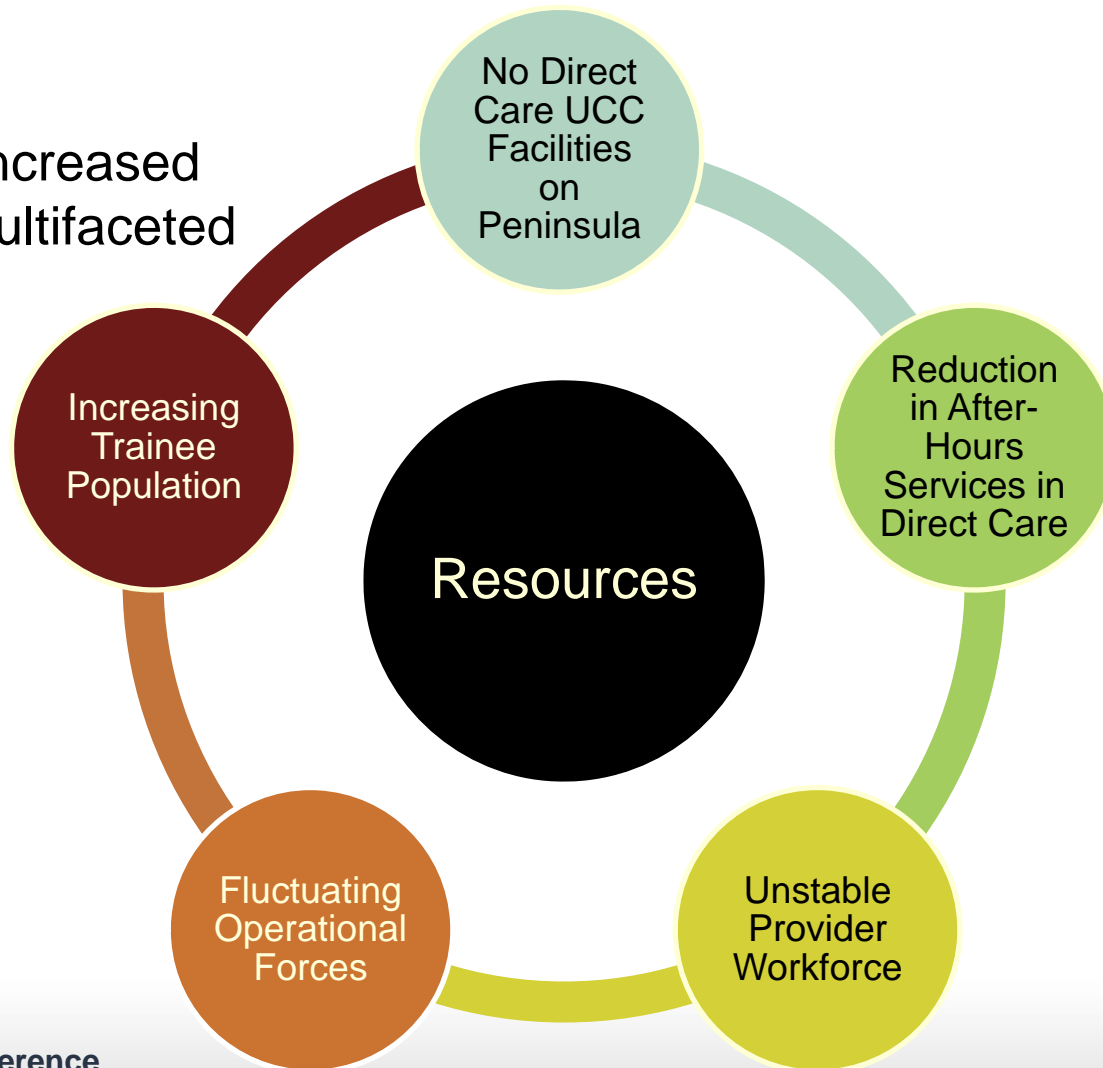 ncreased
ultifaceted
No Direct
Care UCC
Facilities
on
Peninsula
Reduction
in After-
Hours
Services in
Direct Care
Unstable
Provider
Workforce
Fluctuating
Operational
Forces
Increasing
Trainee
Population
Resources
erence